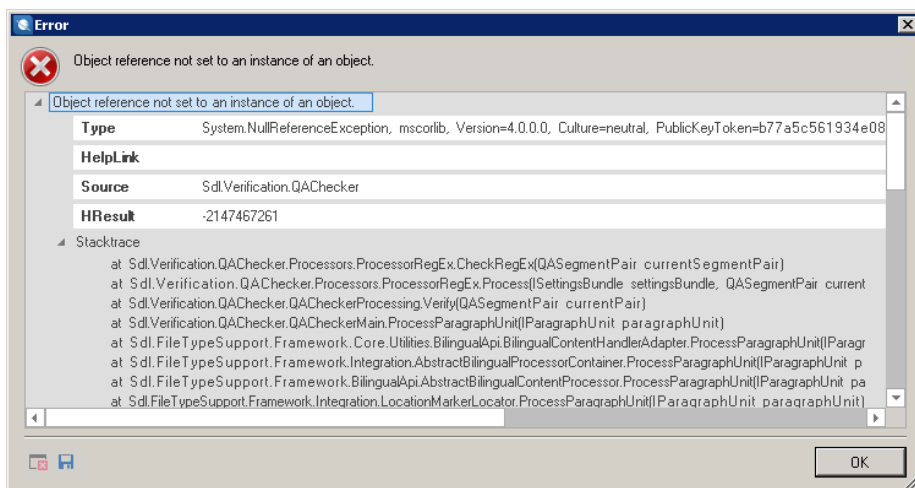 Error
Object reference not set to an instance of an object.
Object reference not set to an instance of an object.
Type System.NullReferenceException, mscorlib, Version=4.0.0.0, Culture=neutral, PublicKeyToken=b77a5c561934e08
HelpLink
Source Sdl.Verification.QAChecker
HResult -2147467261
Stacktrace
at Sdl.Verification.QAChecker.Processors.ProcessorRegEx.CheckRegEx(QASegmentPair currentSegmentPair)
at Sdl.Verification.QAChecker.Processors.ProcessorRegEx.Process(ISettingsBundle settingsBundle, QASegmentPair current
at Sdl.Verification.QAChecker.QACheckerProcessing.Verify(QASegmentPair currentPair)
at Sdl.Verification.QAChecker.QACheckerMain.ProcessParagraphUnit(IParagraphUnit paragraphUnit)
at Sdl.FileTypeSupport.Framework.Core.Utilities.BilingualApi.BilingualContentHandlerAdapter.ProcessParagraphUnit(IParagr
at Sdl.FileTypeSupport.Framework.Integration.AbstractBilingualProcessorContainer.ProcessParagraphUnit(IParagraphUnit p
at Sdl.FileTypeSupport.Framework.BilingualApi.AbstractBilingualContentProcessor.ProcessParagraphUnit(IParagraphUnit pa
at Sdl.FileTypeSupport.Framework.Integration.LocationMarkerLocator.ProcessParagraphUnit(IParagraphUnit paragraphUnit)
OK